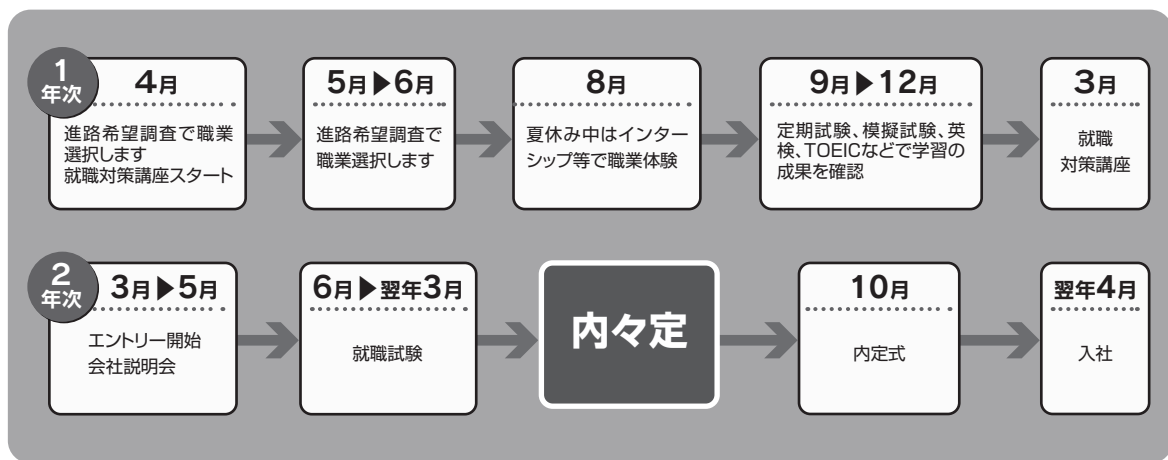 1
年次
4月
進路希望調査で職業
選択します
就職対策講座スタート
5月▶6月
進路希望調査で
職業選択します
8月
夏休み中はインター
シップ等で職業体験
9月▶12月
定期試験、模擬試験、英
検、TOEICなどで学習の
成果を確認
3月
就職
対策講座
2
年次
3月▶5月
エントリー開始
会社説明会
6月▶翌年3月
就職試験
内々定
10月
内定式
翌年4月
入社